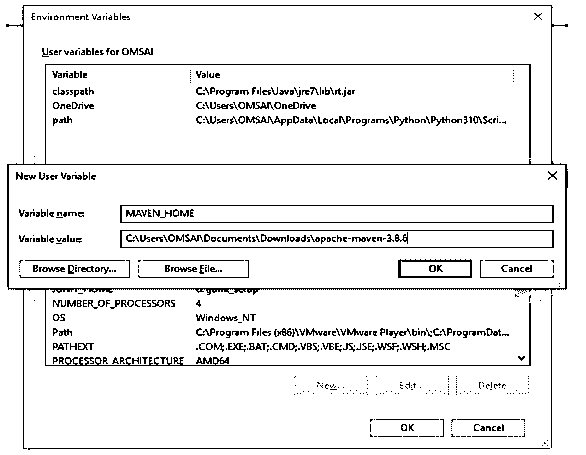 Environment Variables
User variables for OMSAI
Variable Value
classpath C:\Program Files\Java\jre7\lib\rt.jar
OneDrive C:\Users\OMSAI\OneDrive
path C:\Users\OMSAI\AppData\Local\Programs\Python\Python310\Scri...
New User Variable
Variable name: MAVEN_HOME
Variable value: C:\Users\OMSAI\Documents\Downloads\apache-maven-3.8.6
Browse Directory... Browse File... OK Cancel
NUMBER_OF_PROCESSORS 4
OS Windows_NT
Path C:\Program Files (x86)\VMware\VMware Player\bin\;C:\ProgramDat...
PATHEXT .COM;.EXE;.BAT;.CMD;.VBS;.VBE;.JS;.JSE;.WSF;.WSH;.MSC
PROCESSOR_ARCHITECTURE AMD64
New... Edit... Delete
OK Cancel